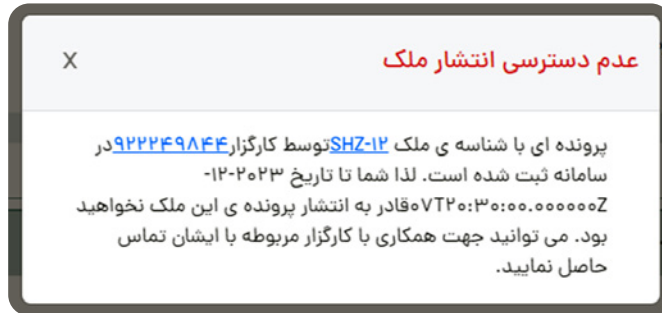 عدم دسترسی انتشار ملک
X
پرونده ای با شناسه ی ملک SHZ-۱۲توسط کارگزار۹۲۲۲۴۹۸۴۴در
سامانه ثبت شده است. لذا شما تا تاریخ ۲۰۲۳-۱۲-
۰۷T۲۰:۳۰:۰۰.۰۰۰۰۰۰Zقادر به انتشار پرونده ی این ملک نخواهید
بود. می توانید جهت همکاری با کارگزار مربوطه با ایشان تماس
حاصل نمایید.